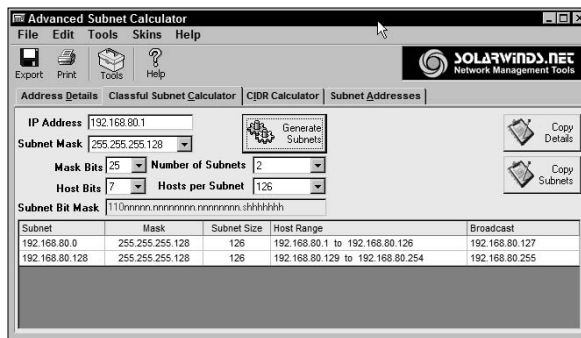 Advanced Subnet Calculator
File Edit Tools Skins Help
Export Print Tools Help
SOLARWINDS.NET
Network Management Tools
Address Details Classful Subnet Calculator CIDR Calculator Subnet Addresses
IP Address 192.168.80.1
Generate Subnets
Copy Details
Subnet Mask 255.255.255.128
Mask Bits 25 Number of Subnets 2
Copy Subnets
Host Bits 7 Hosts per Subnet 126
Subnet Bit Mask 110nnnnn.nnnnnnnn.nnnnnnnn.shhhhhhh
Subnet Mask Subnet Size Host Range Broadcast
192.168.80.0 255.255.255.128 126 192.168.80.1 to 192.168.80.126 192.168.80.127
192.168.80.128 255.255.255.128 126 192.168.80.129 to 192.168.80.254 192.168.80.255